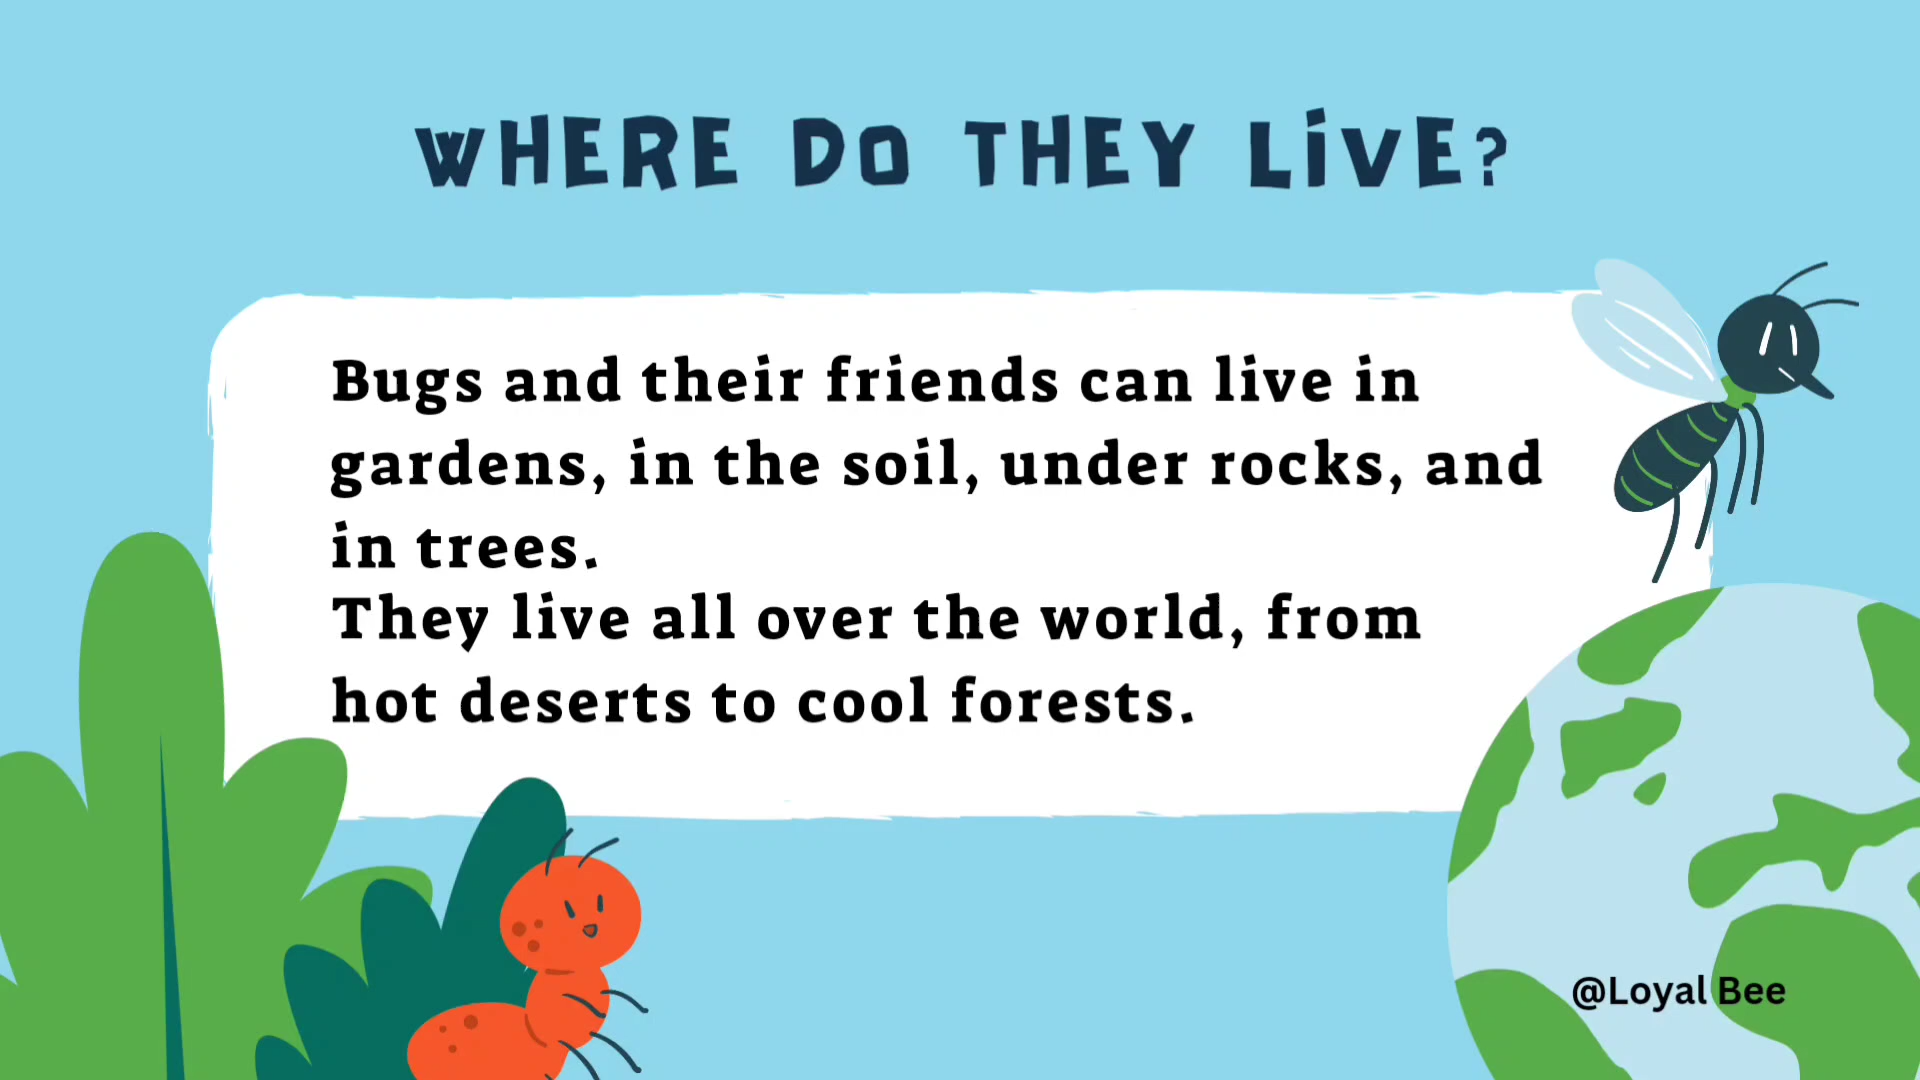 WHERE DO THEY LIVE?
Bugs and their friends can live in
gardens, in the soil, under rocks, and
in trees.
They live all over the world, from
hot deserts to cool forests.
@Loyal Bee